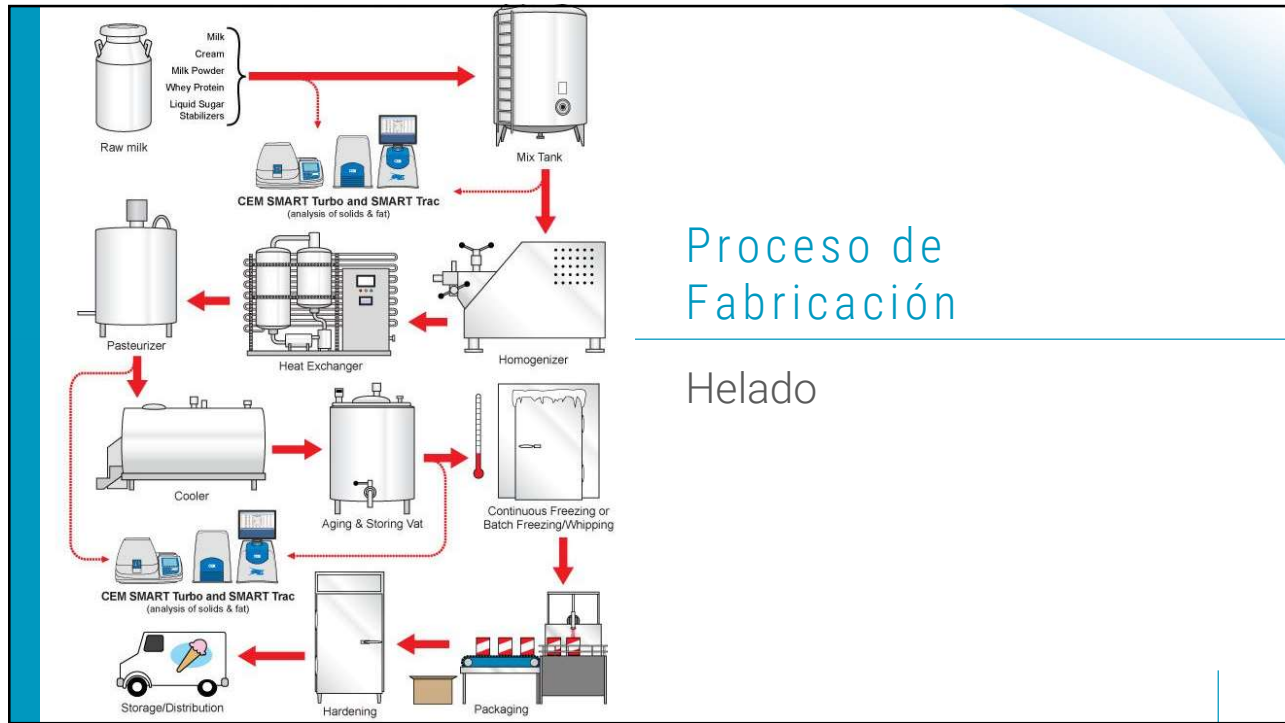 Milk
Cream
Milk Powder
Whey Protein
Liquid Sugar
Stabilizers
Raw milk
Mix Tank
CEM SMART Turbo and SMART Trac
(analysis of solids & fat)
Proceso de
Fabricación
Helado
Pasteurizer
Heat Exchanger
Homogenizer
Cooler
Aging & Storing Vat
Continuous Freezing or
Batch Freezing/Whipping
CEM SMART Turbo and SMART Trac
(analysis of solids & fat)
Storage/Distribution
Hardening
Packaging